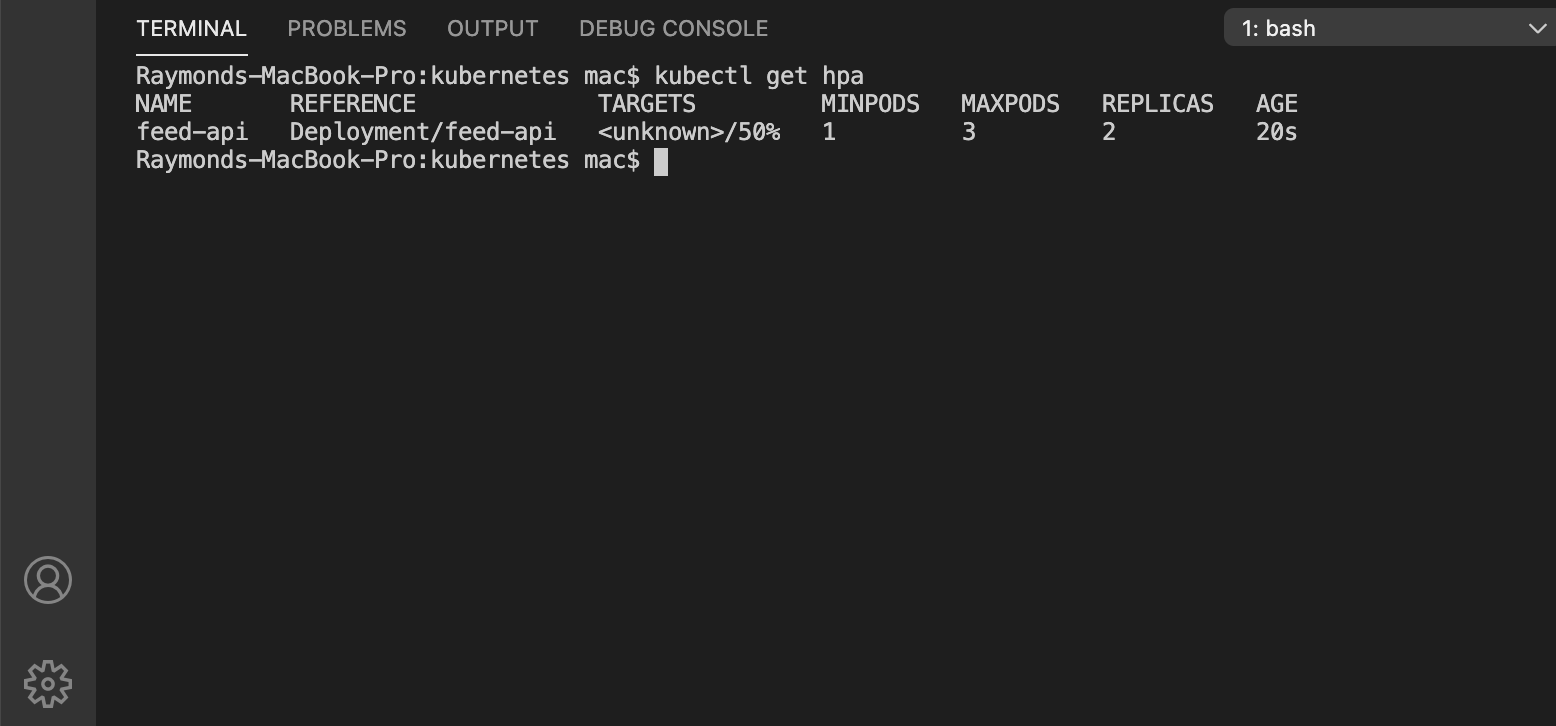 TERMINAL PROBLEMS OUTPUT DEBUG CONSOLE 1: bash
Raymonds-MacBook-Pro:kubernetes mac$ kubectl get hpa
NAME REFERENCE TARGETS MINPODS MAXPODS REPLICAS AGE
feed-api Deployment/feed-api <unknown>/50% 1 3 2 20s
Raymonds-MacBook-Pro:kubernetes mac$